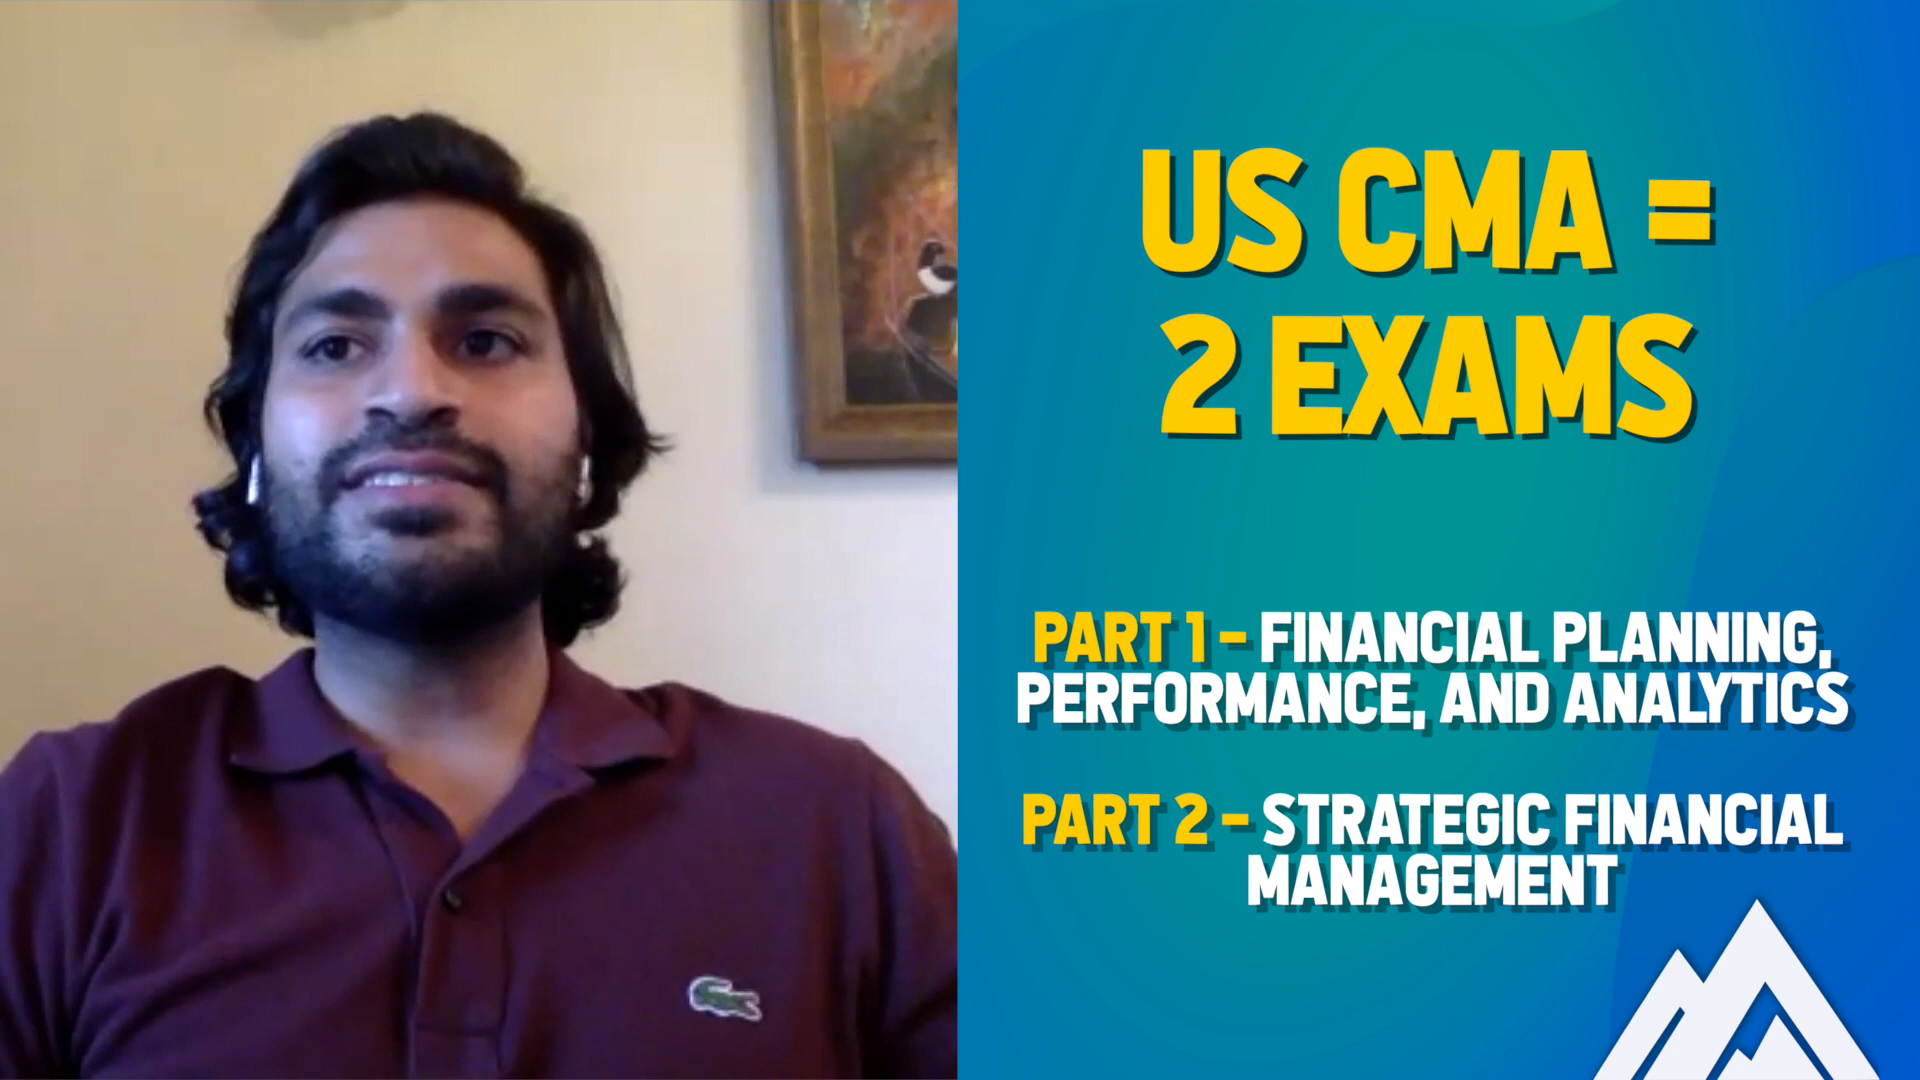 US CMA =
2 EXAMS
PART 1 – FINANCIAL PLANNING,
PERFORMANCE, AND ANALYTICS
PART 2 – STRATEGIC FINANCIAL
MANAGEMENT